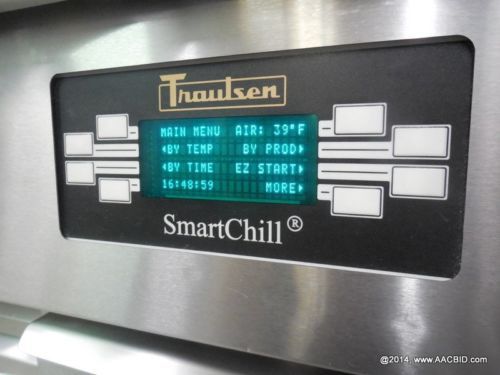 Traulsen
MAIN MENU AIR: 39°F
◂BY TEMP BY PROD▸
◂BY TIME EZ START▸
16:48:59 MORE▸
SmartChill®
@2014, www.AACBID.com